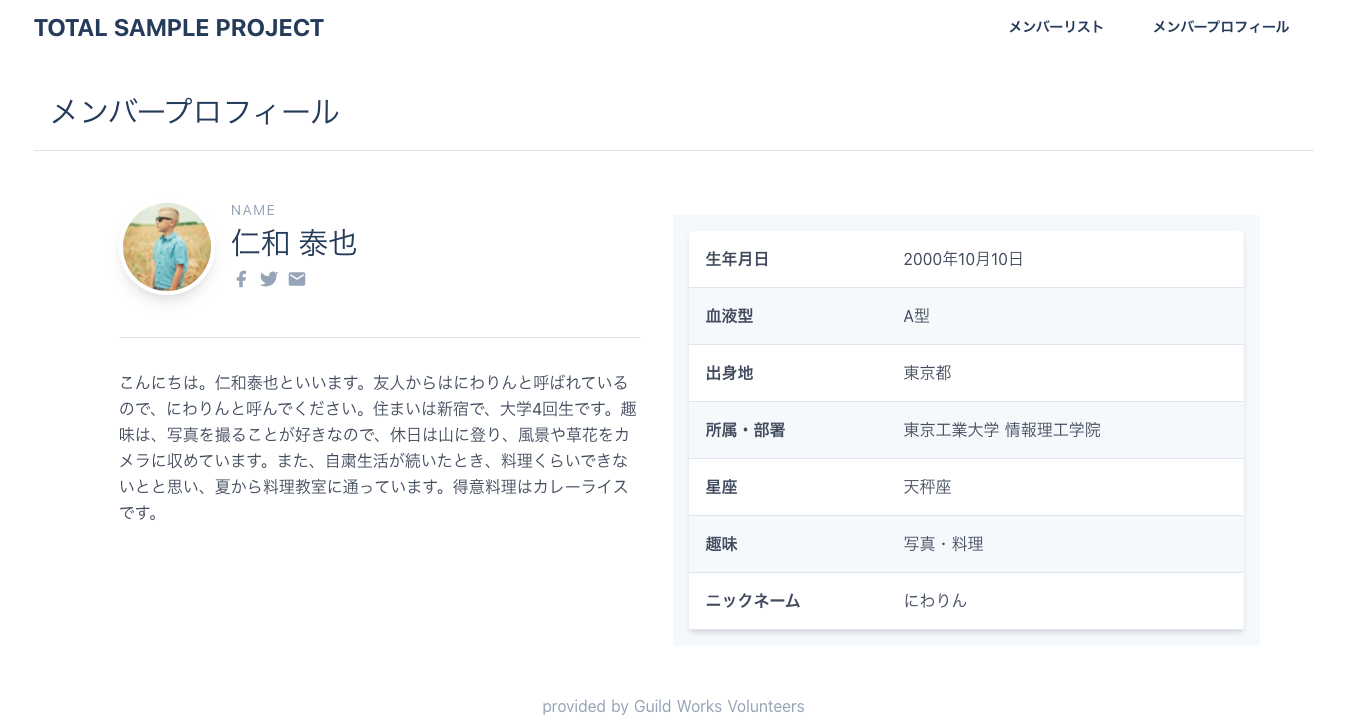 TOTAL SAMPLE PROJECT
メンバーリスト
メンバープロフィール
メンバープロフィール
NAME
仁和 泰也
こんにちは。仁和泰也といいます。友人からはにわりんと呼ばれている
ので、にわりんと呼んでください。住まいは新宿で、大学4回生です。趣
味は、写真を撮ることが好きなので、休日は山に登り、風景や草花をカ
メラに収めています。また、自粛生活が続いたとき、料理くらいできな
いとと思い、夏から料理教室に通っています。得意料理はカレーライス
です。
生年月日 2000年10月10日
血液型 A型
出身地 東京都
所属・部署 東京工業大学 情報理工学院
星座 天秤座
趣味 写真・料理
ニックネーム にわりん
provided by Guild Works Volunteers